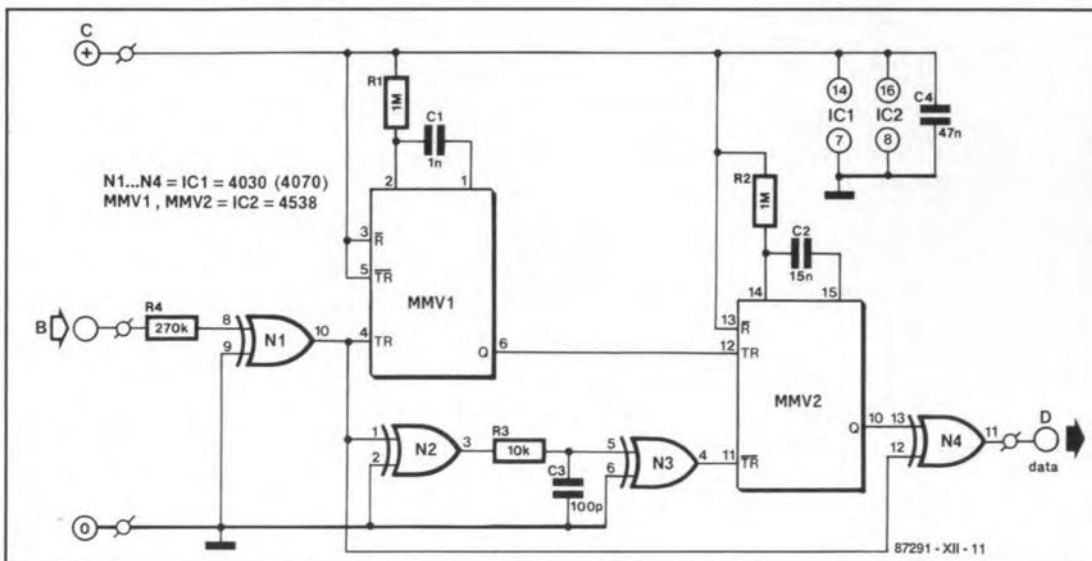 C
+
R1
1M
C1
1n
2
1
14
IC1
7
16
IC2
8
C4
47n
N1...N4 = IC1 = 4030 (4070)
MMV1 , MMV2 = IC2 = 4538
R2
1M
C2
15n
3 R̅
5 T̅R̅
MMV1
14
15
B
R4
270k
8
9
N1
10
4 TR
Q 6
13 R̅
12 TR
MMV2
1
2
N2
3
R3
10k
C3
100p
5
6
N3
4
11 T̅R̅
Q 10
13
12
N4
11
D
data
0
87291 - XII - 11